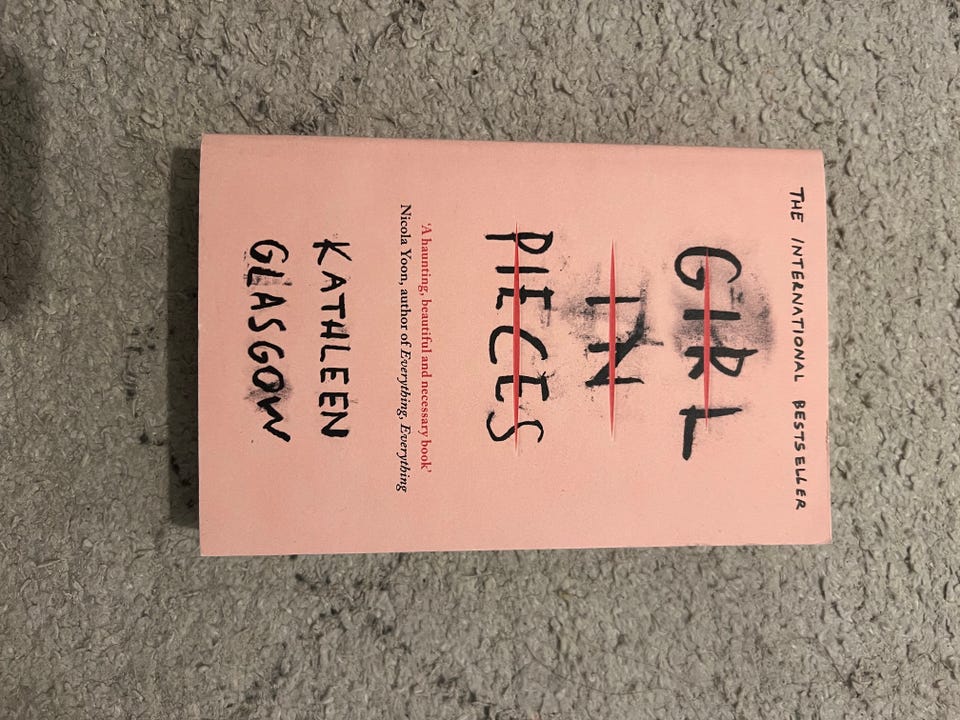 THE INTERNATIONAL BESTSELLER
GIRL
IN
PIECES
'A haunting, beautiful and necessary book'
Nicola Yoon, author of Everything, Everything
KATHLEEN
GLASGOW